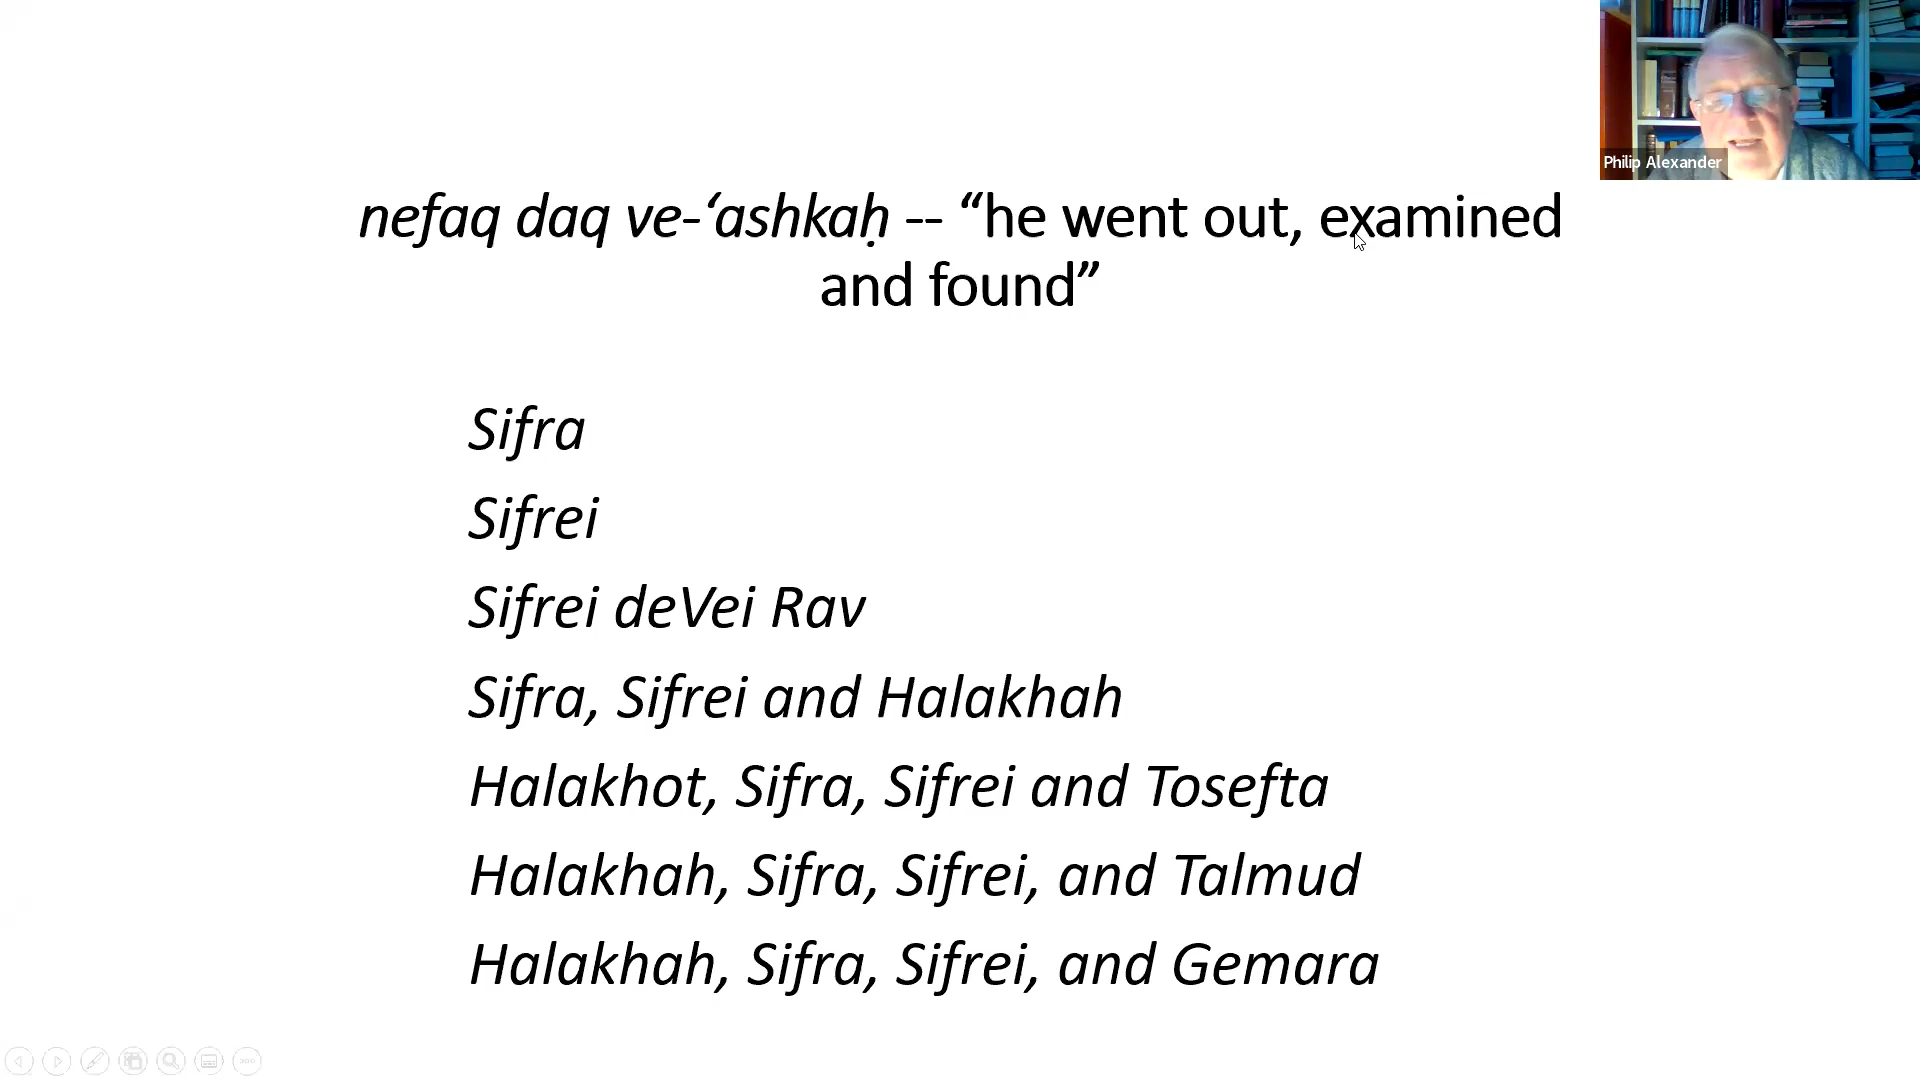 Philip Alexander
nefaq daq ve-‘ashkaḥ -- “he went out, examined
and found”
Sifra
Sifrei
Sifrei deVei Rav
Sifra, Sifrei and Halakhah
Halakhot, Sifra, Sifrei and Tosefta
Halakhah, Sifra, Sifrei, and Talmud
Halakhah, Sifra, Sifrei, and Gemara